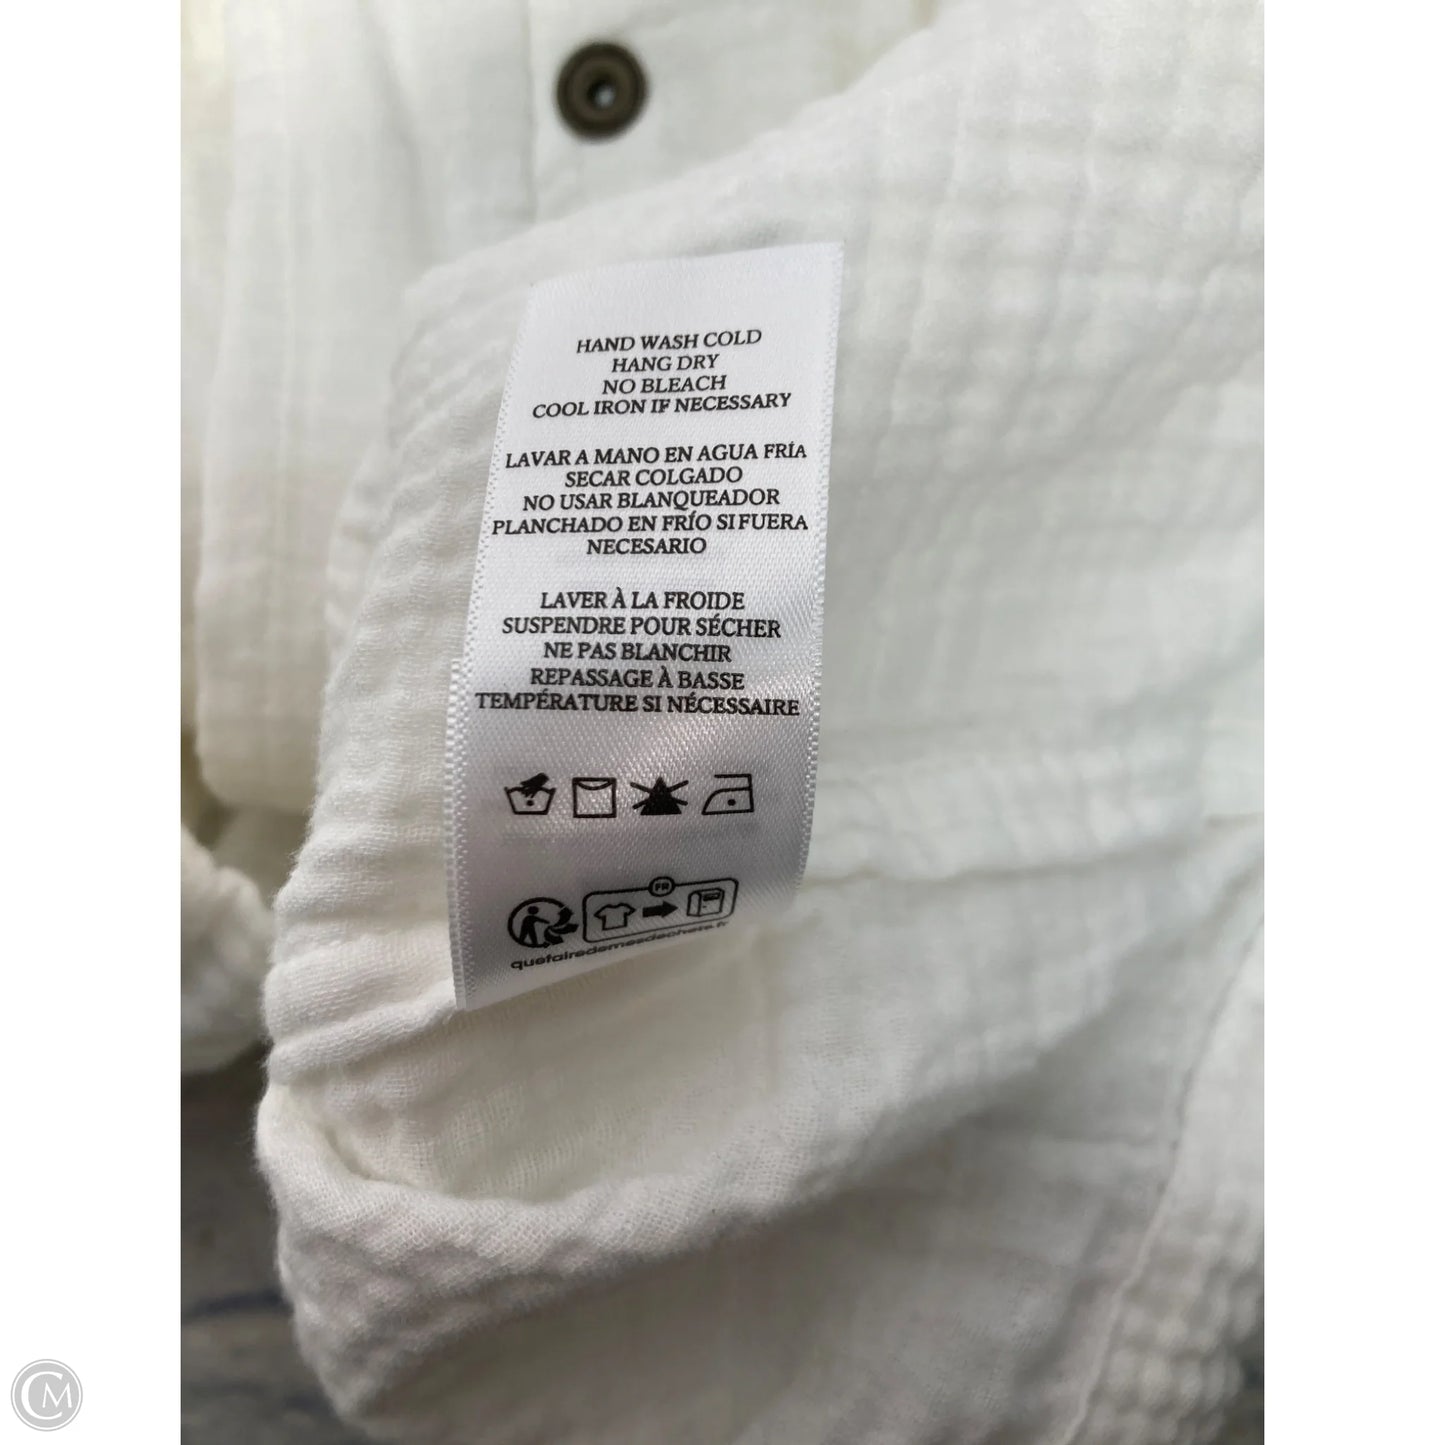 HAND WASH COLD
HANG DRY
NO BLEACH
COOL IRON IF NECESSARY
LAVAR A MANO EN AGUA FRÍA
SECAR COLGADO
NO USAR BLANQUEADOR
PLANCHADO EN FRÍO SI FUERA
NECESARIO
LAVER À LA FROIDE
SUSPENDRE POUR SÉCHER
NE PAS BLANCHIR
REPASSAGE À BASSE
TEMPÉRATURE SI NÉCESSAIRE
FR
quefairedemesdechets.fr
CM